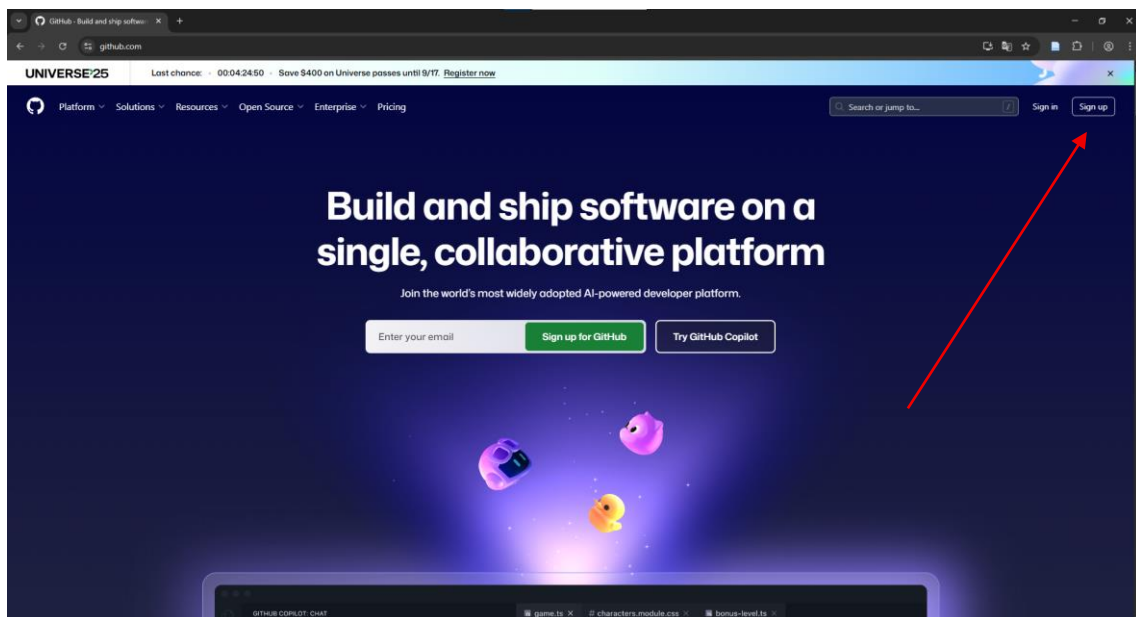 GitHub · Build and ship softwar
github.com
UNIVERSE'25 Last chance: 00:04:24:50 Save $400 on Universe passes until 9/17. Register now
Platform Solutions Resources Open Source Enterprise Pricing Search or jump to... / Sign in Sign up
Build and ship software on a
single, collaborative platform
Join the world's most widely adopted AI-powered developer platform.
Enter your email Sign up for GitHub Try GitHub Copilot
GITHUB COPILOT: CHAT game.ts # characters.module.css bonus-level.ts